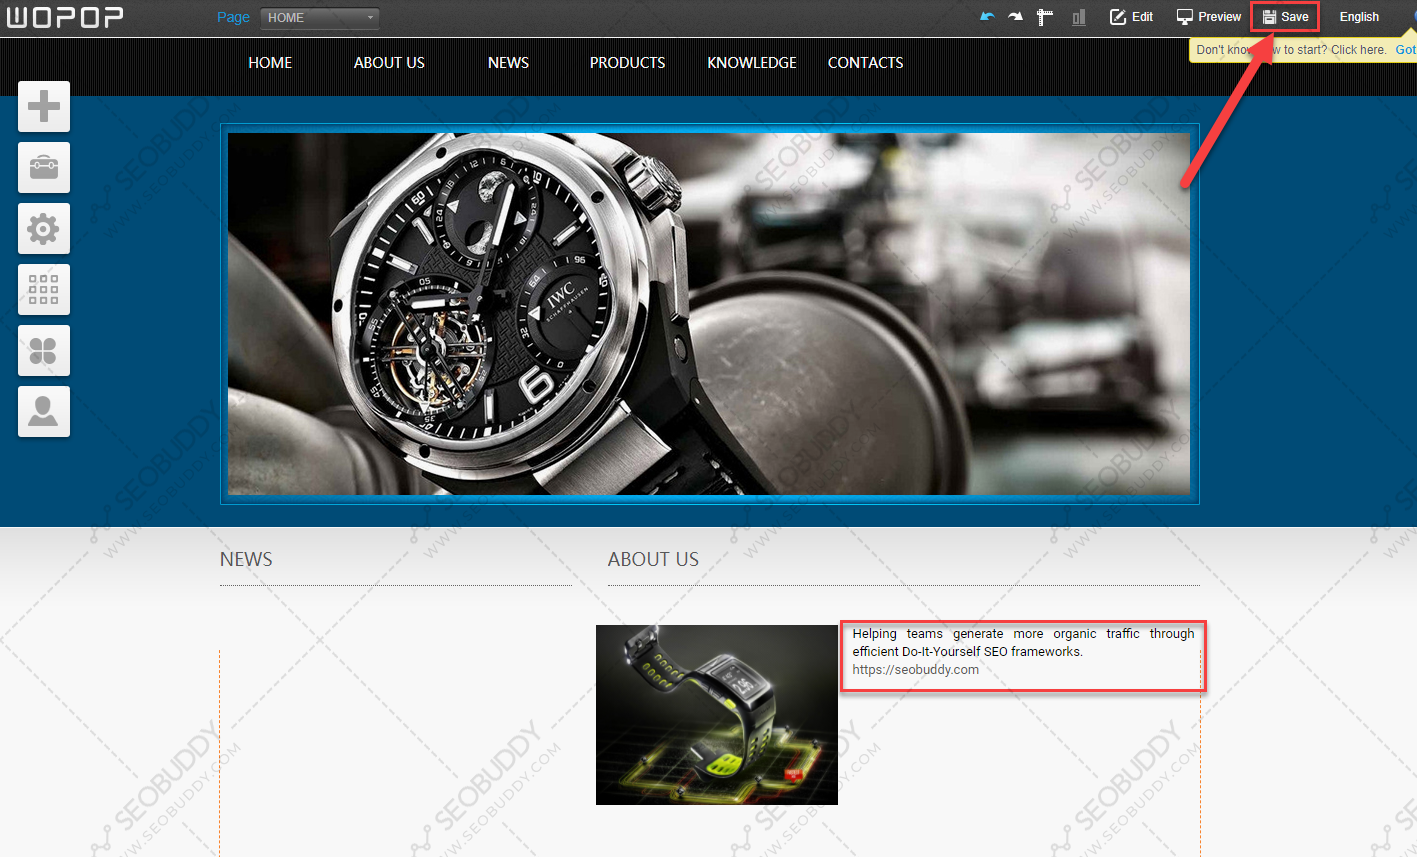 WOPOP
Page HOME
Edit Preview Save English
Don't know how to start? Click here. Got
HOME ABOUT US NEWS PRODUCTS KNOWLEDGE CONTACTS
IWC
SCHAFFHAUSEN
NEWS
ABOUT US
Helping teams generate more organic traffic through
efficient Do-It-Yourself SEO frameworks.
https://seobuddy.com
SEOBUDDY
WWW.SEOBUDDY.COM